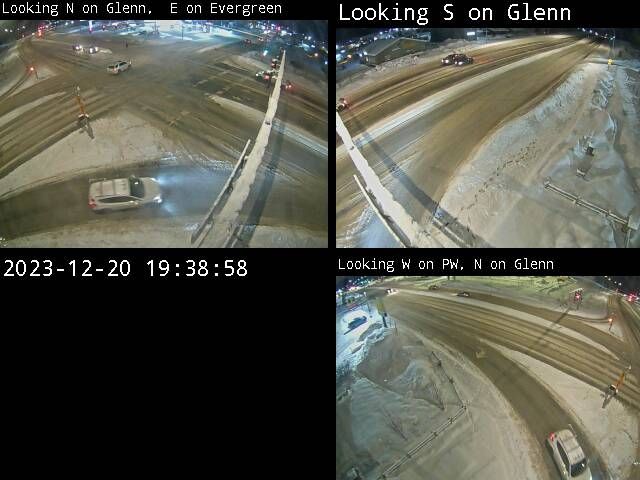 Looking N on Glenn,  E on Evergreen
Looking S on Glenn
2023-12-20 19:38:58
Looking W on PW, N on Glenn